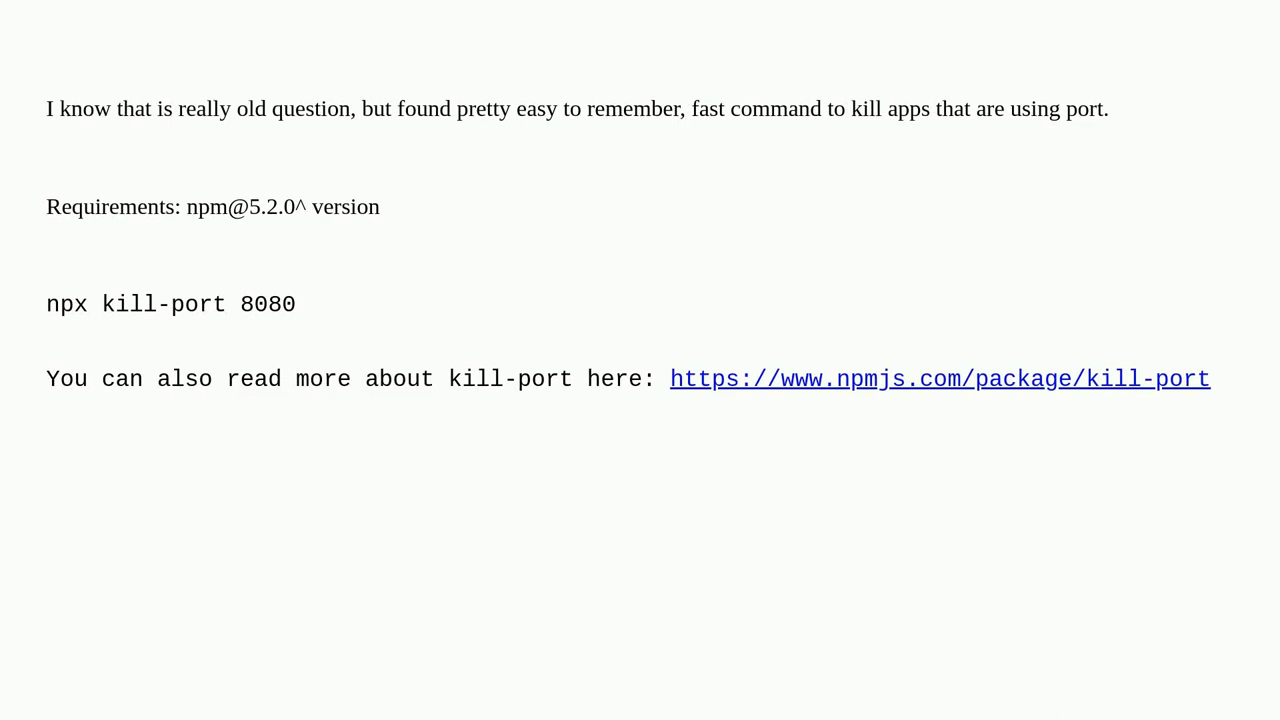 I know that is really old question, but found pretty easy to remember, fast command to kill apps that are using port.
Requirements: npm@5.2.0^ version
npx kill-port 8080
You can also read more about kill-port here: https://www.npmjs.com/package/kill-port